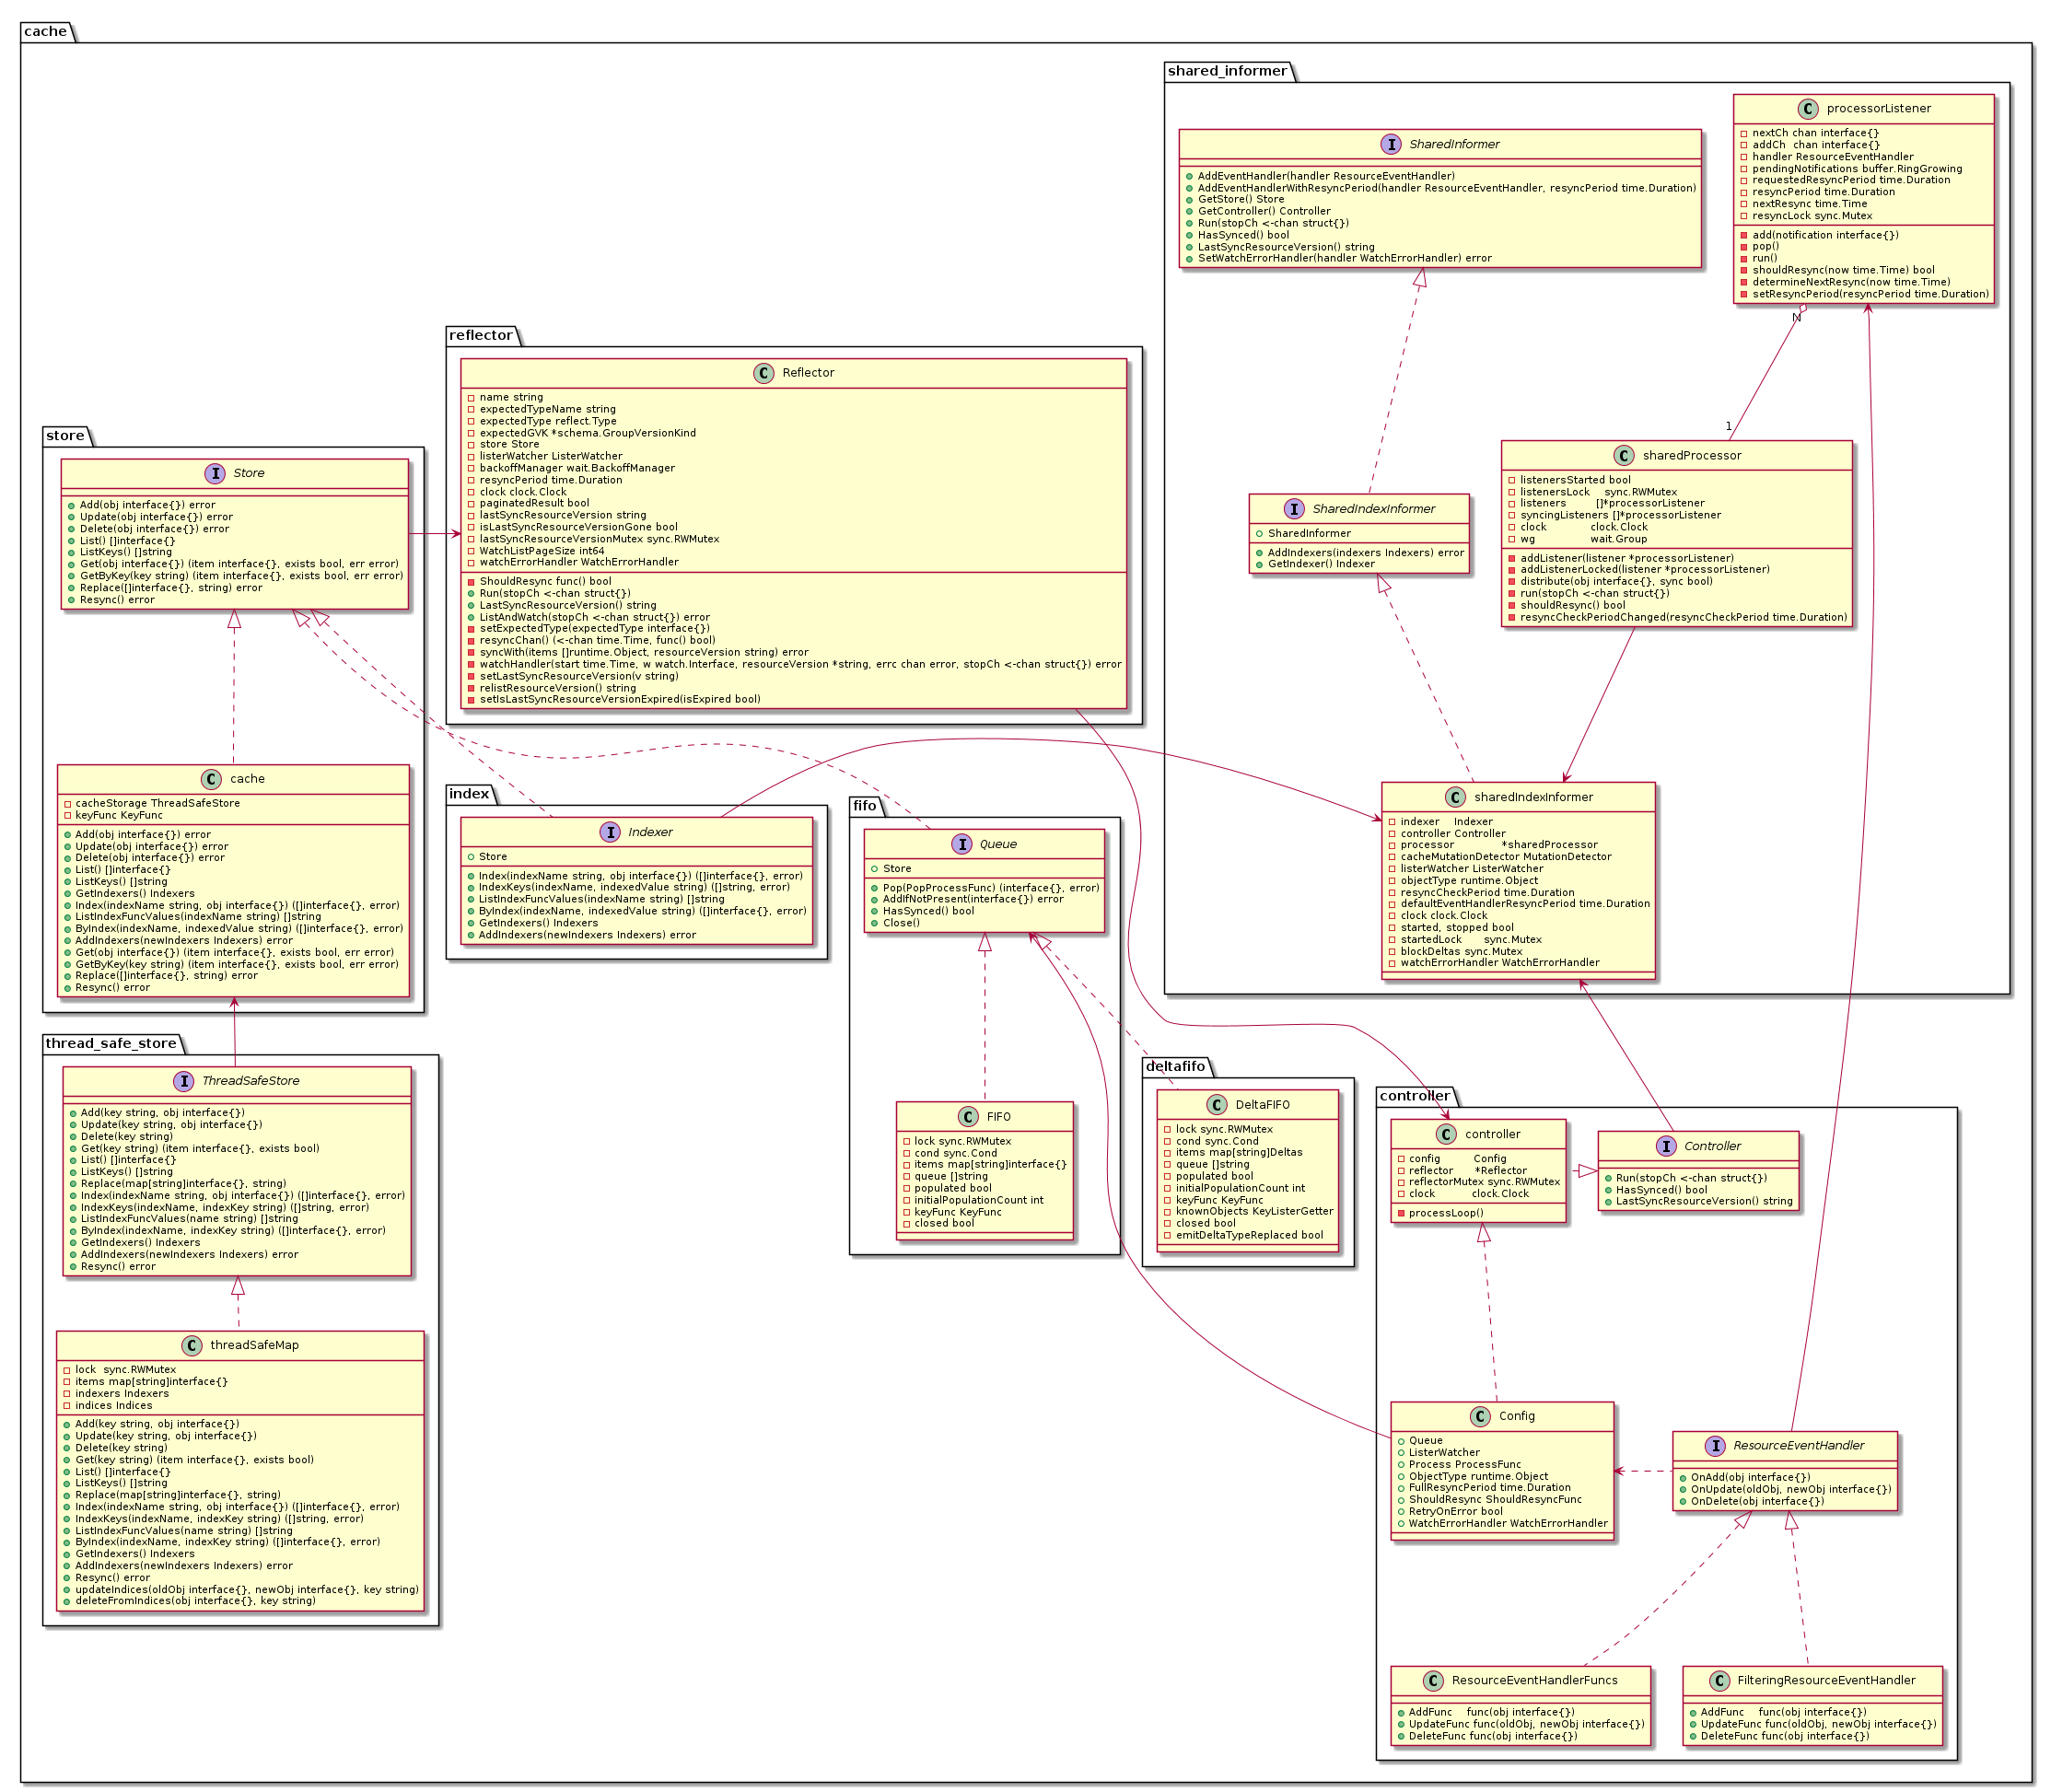 cache
shared_informer
C processorListener
nextCh chan interface{}
addCh  chan interface{}
handler ResourceEventHandler
pendingNotifications buffer.RingGrowing
requestedResyncPeriod time.Duration
resyncPeriod time.Duration
nextResync time.Time
resyncLock sync.Mutex
add(notification interface{})
pop()
run()
shouldResync(now time.Time) bool
determineNextResync(now time.Time)
setResyncPeriod(resyncPeriod time.Duration)
I SharedInformer
AddEventHandler(handler ResourceEventHandler)
AddEventHandlerWithResyncPeriod(handler ResourceEventHandler, resyncPeriod time.Duration)
GetStore() Store
GetController() Controller
Run(stopCh <-chan struct{})
HasSynced() bool
LastSyncResourceVersion() string
SetWatchErrorHandler(handler WatchErrorHandler) error
N
1
reflector
C Reflector
name string
expectedTypeName string
expectedType reflect.Type
expectedGVK *schema.GroupVersionKind
store Store
listerWatcher ListerWatcher
backoffManager wait.BackoffManager
resyncPeriod time.Duration
clock clock.Clock
paginatedResult bool
lastSyncResourceVersion string
isLastSyncResourceVersionGone bool
lastSyncResourceVersionMutex sync.RWMutex
WatchListPageSize int64
watchErrorHandler WatchErrorHandler
ShouldResync func() bool
Run(stopCh <-chan struct{})
LastSyncResourceVersion() string
ListAndWatch(stopCh <-chan struct{}) error
setExpectedType(expectedType interface{})
resyncChan() (<-chan time.Time, func() bool)
syncWith(items []runtime.Object, resourceVersion string) error
watchHandler(start time.Time, w watch.Interface, resourceVersion *string, errc chan error, stopCh <-chan struct{}) error
setLastSyncResourceVersion(v string)
relistResourceVersion() string
setIsLastSyncResourceVersionExpired(isExpired bool)
store
I Store
Add(obj interface{}) error
Update(obj interface{}) error
Delete(obj interface{}) error
List() []interface{}
ListKeys() []string
Get(obj interface{}) (item interface{}, exists bool, err error)
GetByKey(key string) (item interface{}, exists bool, err error)
Replace([]interface{}, string) error
Resync() error
C sharedProcessor
listenersStarted bool
listenersLock    sync.RWMutex
listeners        []*processorListener
syncingListeners []*processorListener
clock            clock.Clock
wg               wait.Group
addListener(listener *processorListener)
addListenerLocked(listener *processorListener)
distribute(obj interface{}, sync bool)
run(stopCh <-chan struct{})
shouldResync() bool
resyncCheckPeriodChanged(resyncCheckPeriod time.Duration)
I SharedIndexInformer
SharedInformer
AddIndexers(indexers Indexers) error
GetIndexer() Indexer
C cache
cacheStorage ThreadSafeStore
keyFunc KeyFunc
Add(obj interface{}) error
Update(obj interface{}) error
Delete(obj interface{}) error
List() []interface{}
ListKeys() []string
GetIndexers() Indexers
Index(indexName string, obj interface{}) ([]interface{}, error)
ListIndexFuncValues(indexName string) []string
ByIndex(indexName, indexedValue string) ([]interface{}, error)
AddIndexers(newIndexers Indexers) error
Get(obj interface{}) (item interface{}, exists bool, err error)
GetByKey(key string) (item interface{}, exists bool, err error)
Replace([]interface{}, string) error
Resync() error
index
I Indexer
Store
Index(indexName string, obj interface{}) ([]interface{}, error)
IndexKeys(indexName, indexedValue string) ([]string, error)
ListIndexFuncValues(indexName string) []string
ByIndex(indexName, indexedValue string) ([]interface{}, error)
GetIndexers() Indexers
AddIndexers(newIndexers Indexers) error
fifo
I Queue
Store
Pop(PopProcessFunc) (interface{}, error)
AddIfNotPresent(interface{}) error
HasSynced() bool
Close()
C sharedIndexInformer
indexer    Indexer
controller Controller
processor             *sharedProcessor
cacheMutationDetector MutationDetector
listerWatcher ListerWatcher
objectType runtime.Object
resyncCheckPeriod time.Duration
defaultEventHandlerResyncPeriod time.Duration
clock clock.Clock
started, stopped bool
startedLock      sync.Mutex
blockDeltas sync.Mutex
watchErrorHandler WatchErrorHandler
thread_safe_store
I ThreadSafeStore
Add(key string, obj interface{})
Update(key string, obj interface{})
Delete(key string)
Get(key string) (item interface{}, exists bool)
List() []interface{}
ListKeys() []string
Replace(map[string]interface{}, string)
Index(indexName string, obj interface{}) ([]interface{}, error)
IndexKeys(indexName, indexKey string) ([]string, error)
ListIndexFuncValues(name string) []string
ByIndex(indexName, indexKey string) ([]interface{}, error)
GetIndexers() Indexers
AddIndexers(newIndexers Indexers) error
Resync() error
C FIFO
lock sync.RWMutex
cond sync.Cond
items map[string]interface{}
queue []string
populated bool
initialPopulationCount int
keyFunc KeyFunc
closed bool
deltafifo
C DeltaFIFO
lock sync.RWMutex
cond sync.Cond
items map[string]Deltas
queue []string
populated bool
initialPopulationCount int
keyFunc KeyFunc
knownObjects KeyListerGetter
closed bool
emitDeltaTypeReplaced bool
controller
C controller
config         Config
reflector      *Reflector
reflectorMutex sync.RWMutex
clock          clock.Clock
processLoop()
I Controller
Run(stopCh <-chan struct{})
HasSynced() bool
LastSyncResourceVersion() string
C threadSafeMap
lock  sync.RWMutex
items map[string]interface{}
indexers Indexers
indices Indices
Add(key string, obj interface{})
Update(key string, obj interface{})
Delete(key string)
Get(key string) (item interface{}, exists bool)
List() []interface{}
ListKeys() []string
Replace(map[string]interface{}, string)
Index(indexName string, obj interface{}) ([]interface{}, error)
IndexKeys(indexName, indexKey string) ([]string, error)
ListIndexFuncValues(name string) []string
ByIndex(indexName, indexKey string) ([]interface{}, error)
GetIndexers() Indexers
AddIndexers(newIndexers Indexers) error
Resync() error
updateIndices(oldObj interface{}, newObj interface{}, key string)
deleteFromIndices(obj interface{}, key string)
C Config
Queue
ListerWatcher
Process ProcessFunc
ObjectType runtime.Object
FullResyncPeriod time.Duration
ShouldResync ShouldResyncFunc
RetryOnError bool
WatchErrorHandler WatchErrorHandler
I ResourceEventHandler
OnAdd(obj interface{})
OnUpdate(oldObj, newObj interface{})
OnDelete(obj interface{})
C ResourceEventHandlerFuncs
AddFunc    func(obj interface{})
UpdateFunc func(oldObj, newObj interface{})
DeleteFunc func(obj interface{})
C FilteringResourceEventHandler
AddFunc    func(obj interface{})
UpdateFunc func(oldObj, newObj interface{})
DeleteFunc func(obj interface{})